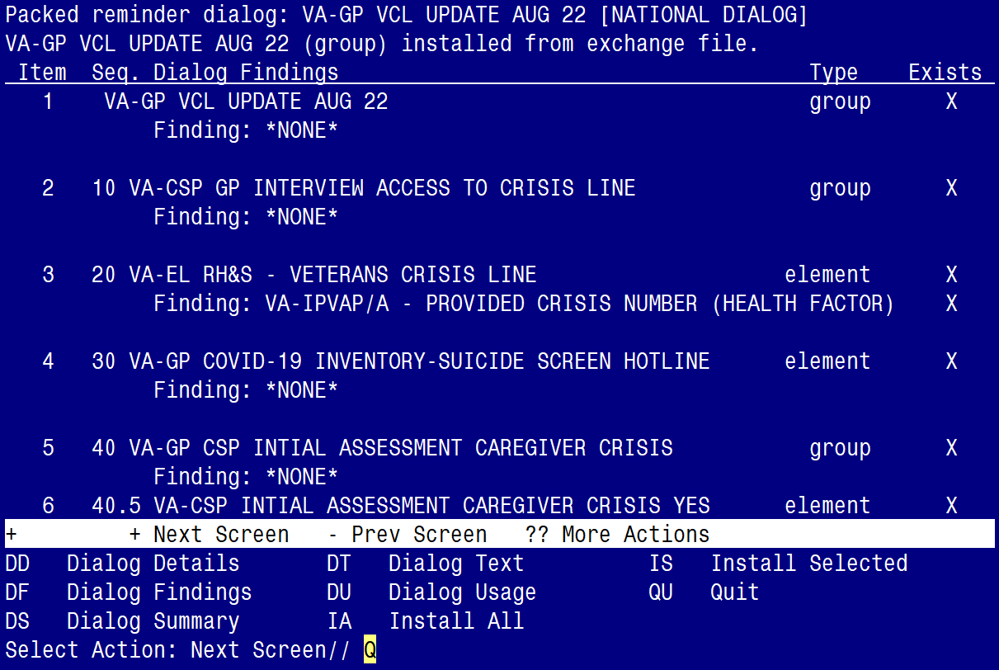 Packed reminder dialog: VA-GP VCL UPDATE AUG 22 [NATIONAL DIALOG]
VA-GP VCL UPDATE AUG 22 (group) installed from exchange file.
Item  Seq. Dialog Findings                                      Type    Exists
1    VA-GP VCL UPDATE AUG 22                                  group      X
Finding: *NONE*
2   10 VA-CSP GP INTERVIEW ACCESS TO CRISIS LINE              group      X
Finding: *NONE*
3   20 VA-EL RH&S - VETERANS CRISIS LINE                    element      X
Finding: VA-IPVAP/A - PROVIDED CRISIS NUMBER (HEALTH FACTOR)    X
4   30 VA-GP COVID-19 INVENTORY-SUICIDE SCREEN HOTLINE      element      X
Finding: *NONE*
5   40 VA-GP CSP INTIAL ASSESSMENT CAREGIVER CRISIS           group      X
Finding: *NONE*
6   40.5 VA-CSP INTIAL ASSESSMENT CAREGIVER CRISIS YES      element      X
+         + Next Screen   - Prev Screen   ?? More Actions
DD   Dialog Details       DT   Dialog Text          IS   Install Selected
DF   Dialog Findings      DU   Dialog Usage         QU   Quit
DS   Dialog Summary       IA   Install All
Select Action: Next Screen// Q